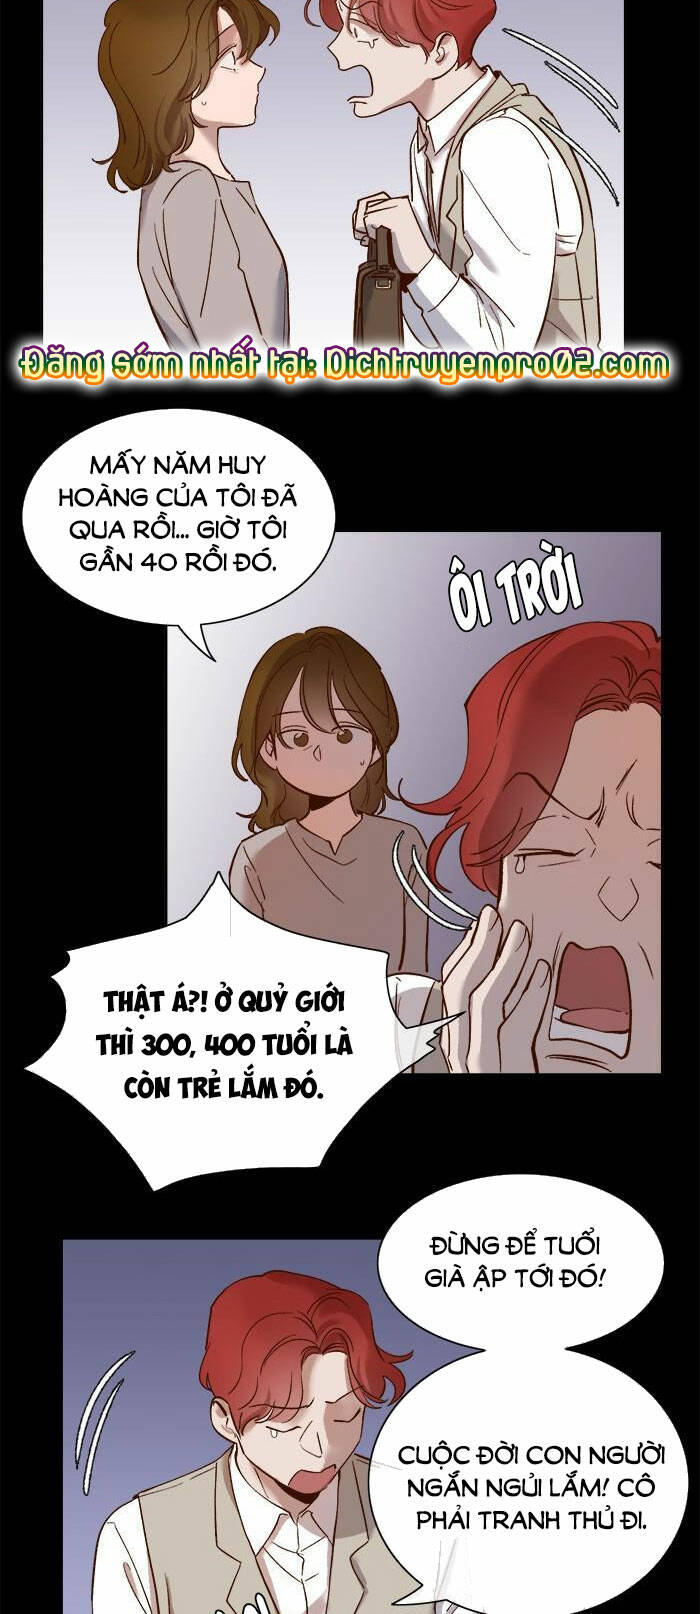 Đăng sớm nhất tại: Dichtruyenpro02.com
MẤY NĂM HUY
HOÀNG CỦA TÔI ĐÃ
QUA RỒI... GIỜ TÔI
GẦN 40 RỒI ĐÓ.
ÔI TRỜI
THẬT Á?! Ở QUỶ GIỚI
THÌ 300, 400 TUỔI LÀ
CÒN TRẺ LẮM ĐÓ.
ĐỪNG ĐỂ TUỔI
GIÀ ẬP TỚI ĐÓ!
CUỘC ĐỜI CON NGƯỜI
NGẮN NGỦI LẮM! CÔ
PHẢI TRANH THỦ ĐI.